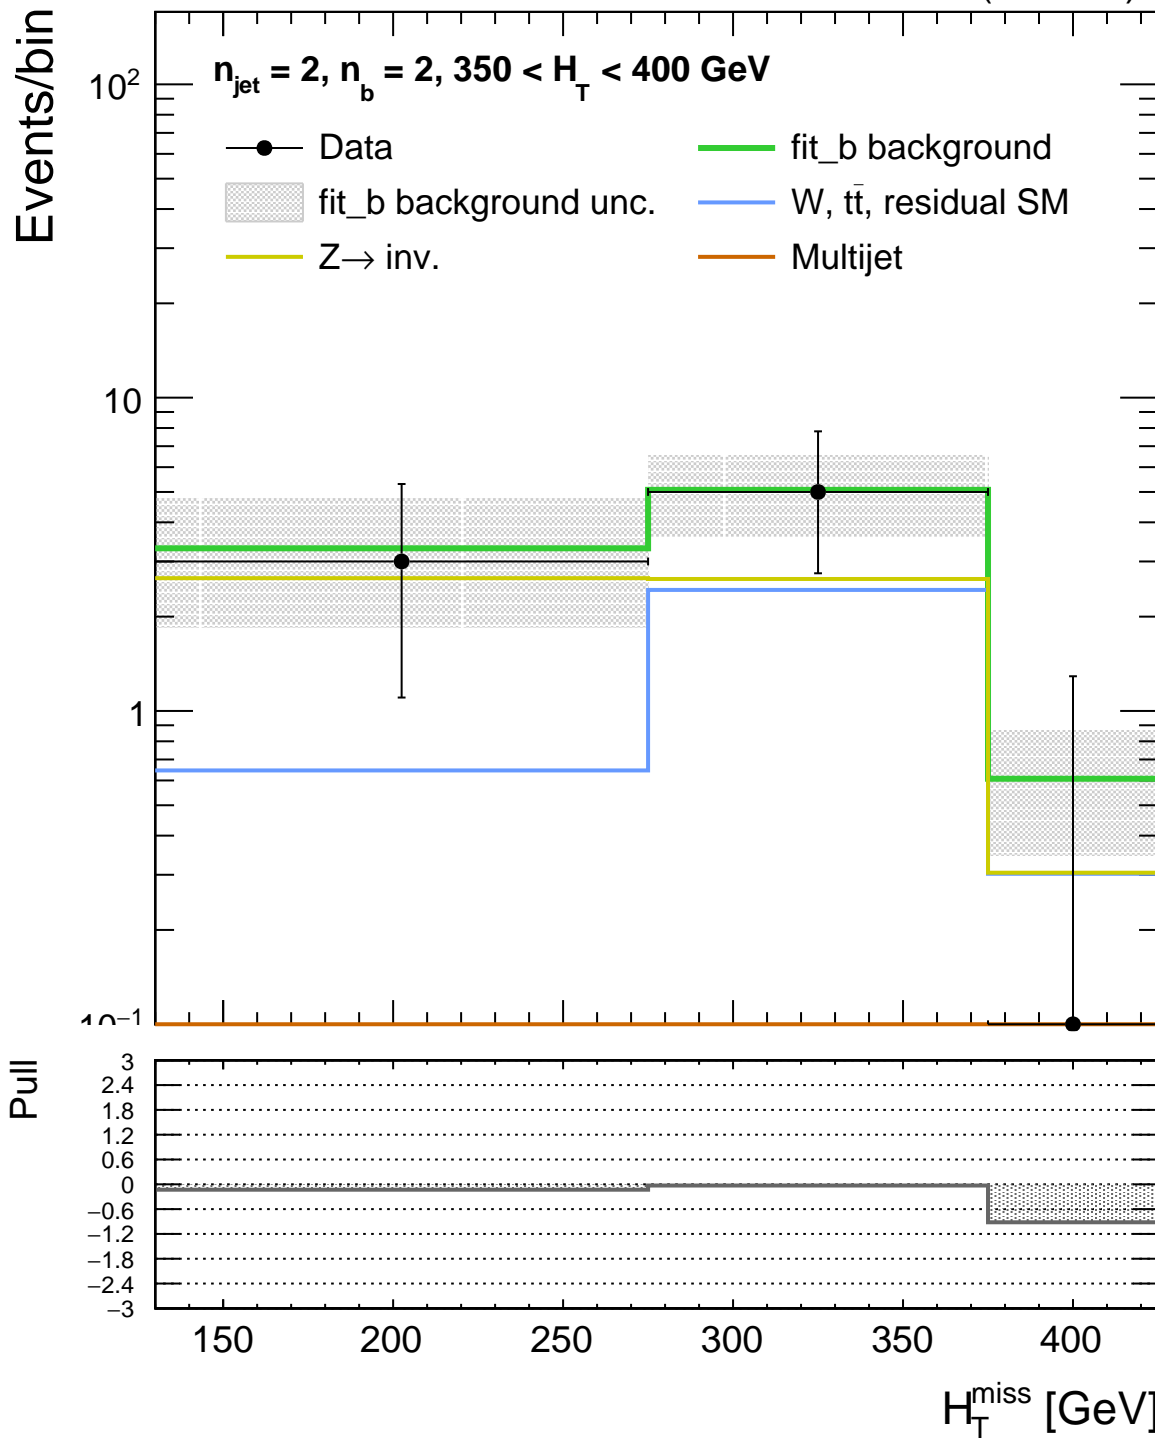 Events/bin
n_jet = 2, n_b = 2, 350 < H_T < 400 GeV
Data
fit_b background
fit_b background unc.
W, tt̄, residual SM
Z→ inv.
Multijet
10²
10
1
10⁻¹
Pull
3
2.4
1.8
1.2
0.6
0
−0.6
−1.2
−1.8
−2.4
−3
150 200 250 300 350 400
H_T^miss [GeV]